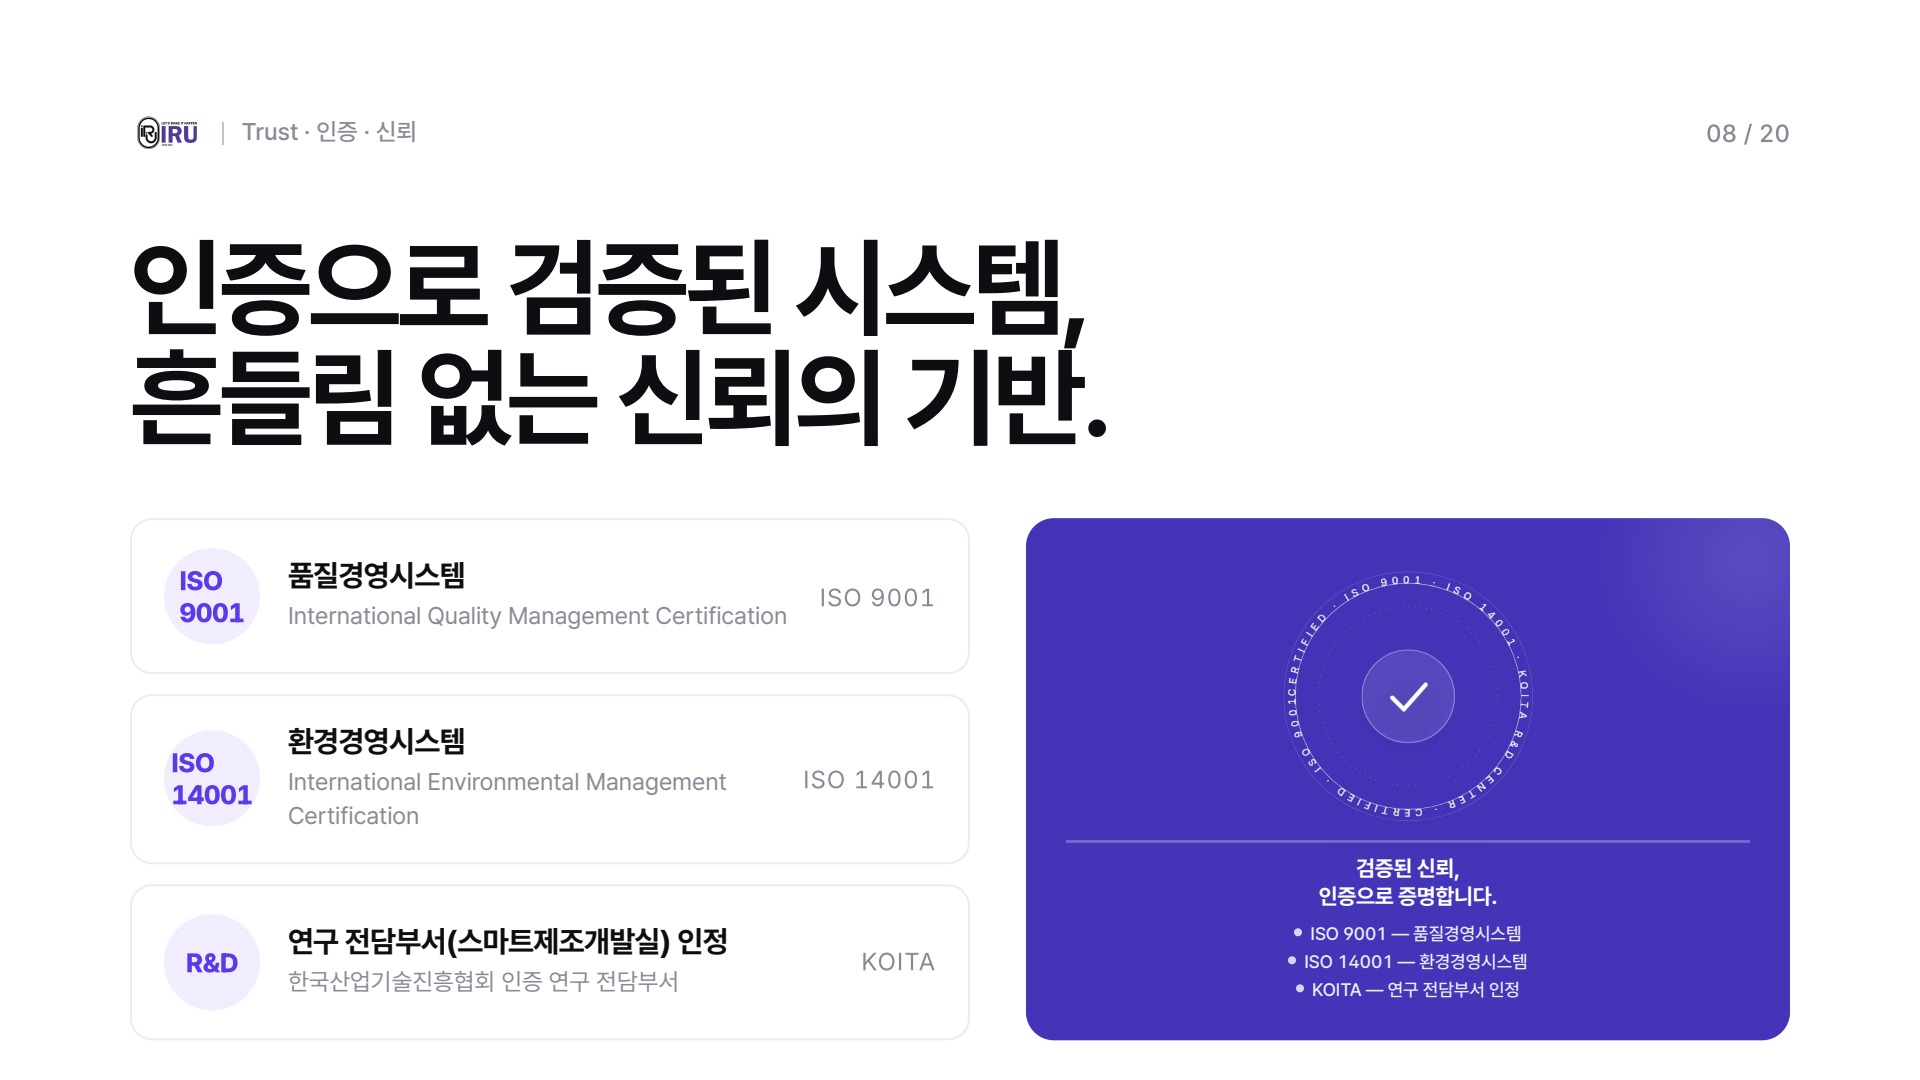 IRU
Trust · 인증 · 신뢰
08 / 20
인증으로 검증된 시스템,
흔들림 없는 신뢰의 기반.
ISO
9001
품질경영시스템
International Quality Management Certification
ISO 9001
ISO
14001
환경경영시스템
International Environmental Management
Certification
ISO 14001
R&D
연구 전담부서(스마트제조개발실) 인정
한국산업기술진흥협회 인증 연구 전담부서
KOITA
CERTIFIED · ISO 9001 · ISO 14001 · KOITA R&D CENTER · CERTIFIED · ISO 9001
검증된 신뢰,
인증으로 증명합니다.
ISO 9001 — 품질경영시스템
ISO 14001 — 환경경영시스템
KOITA — 연구 전담부서 인정